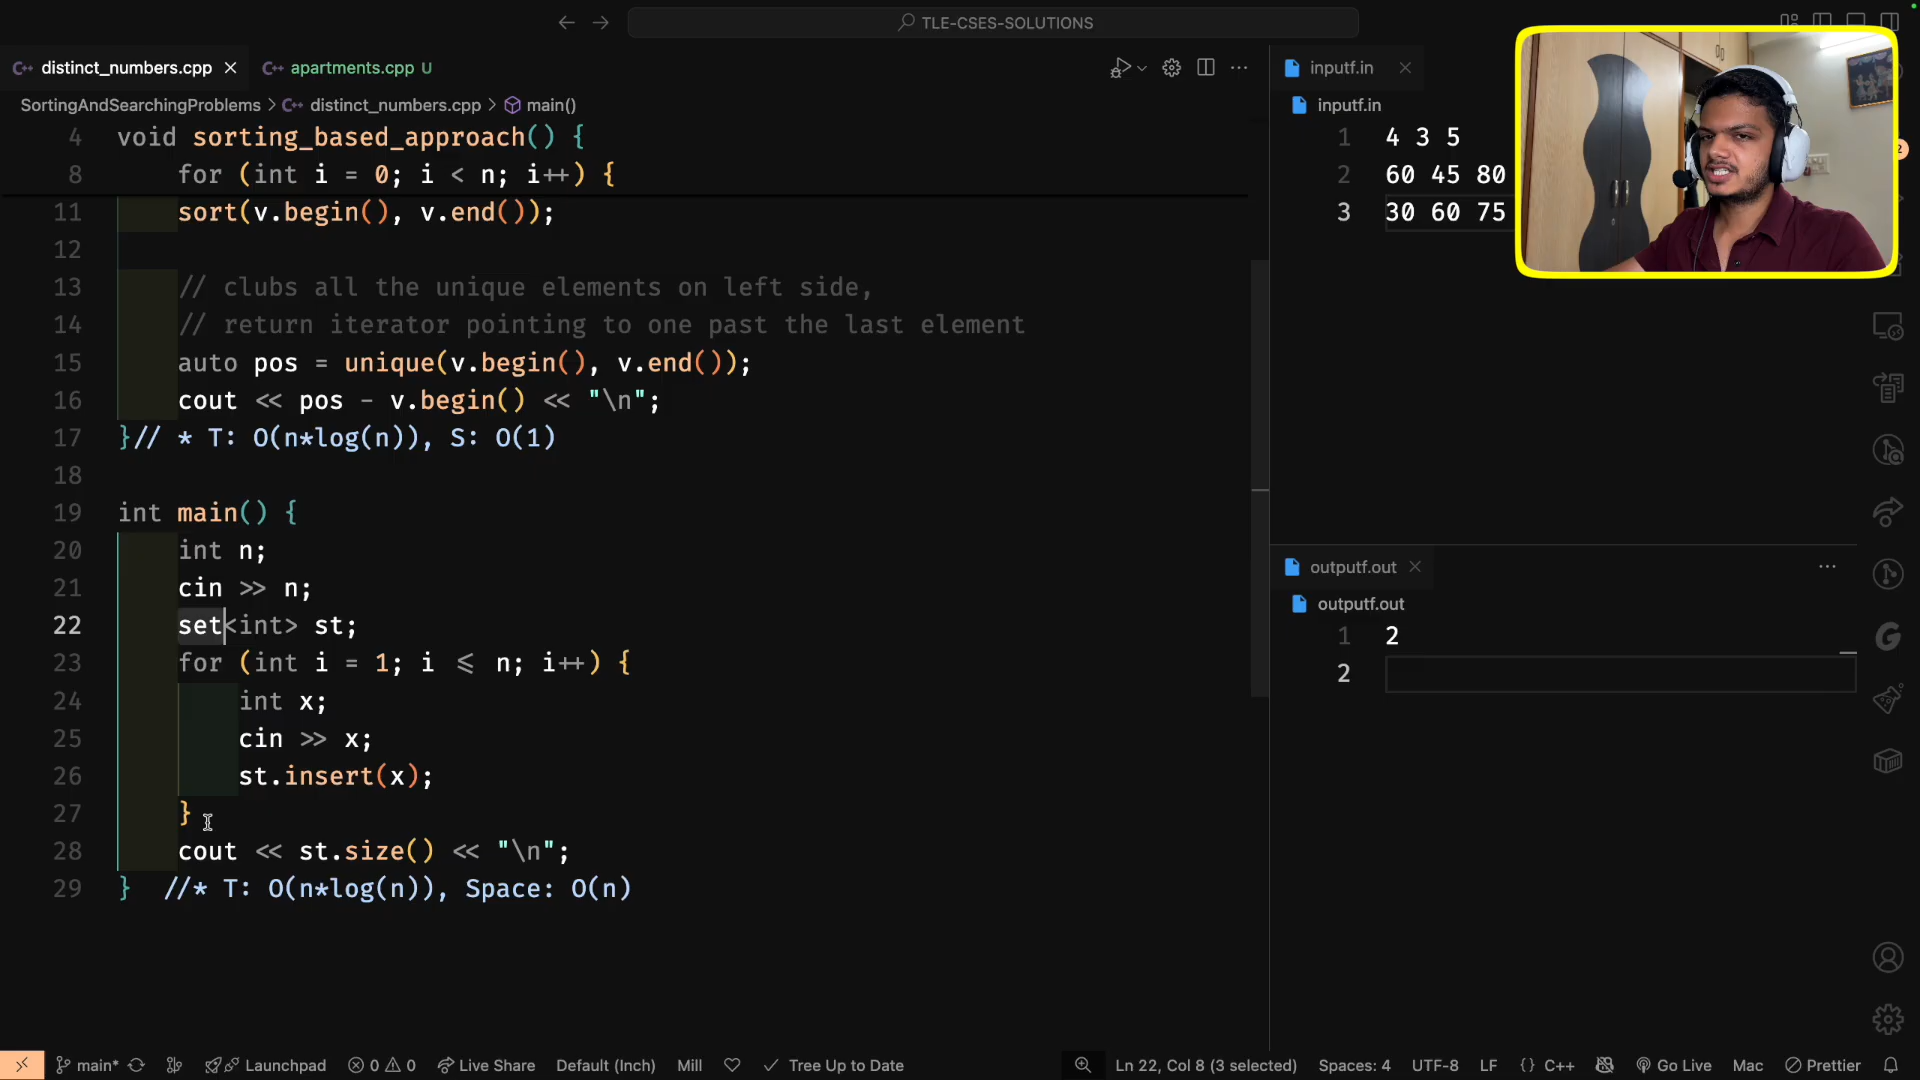 TLE-CSES-SOLUTIONS
distinct_numbers.cpp
apartments.cpp U
SortingAndSearchingProblems > distinct_numbers.cpp > main()
4 void sorting_based_approach() {
8 for (int i = 0; i < n; i++) {
11 sort(v.begin(), v.end());
12
13 // clubs all the unique elements on left side,
14 // return iterator pointing to one past the last element
15 auto pos = unique(v.begin(), v.end());
16 cout << pos - v.begin() << "\n";
17 }// * T: O(n*log(n)), S: O(1)
18
19 int main() {
20 int n;
21 cin >> n;
22 set<int> st;
23 for (int i = 1; i <= n; i++) {
24 int x;
25 cin >> x;
26 st.insert(x);
27 }
28 cout << st.size() << "\n";
29 } //* T: O(n*log(n)), Space: O(n)
inputf.in
inputf.in
1 4 3 5
2 60 45 80
3 30 60 75
outputf.out
outputf.out
1 2
2
main* Launchpad 0 0 Live Share Default (Inch) Mill Tree Up to Date Ln 22, Col 8 (3 selected) Spaces: 4 UTF-8 LF {} C++ Go Live Mac Prettier